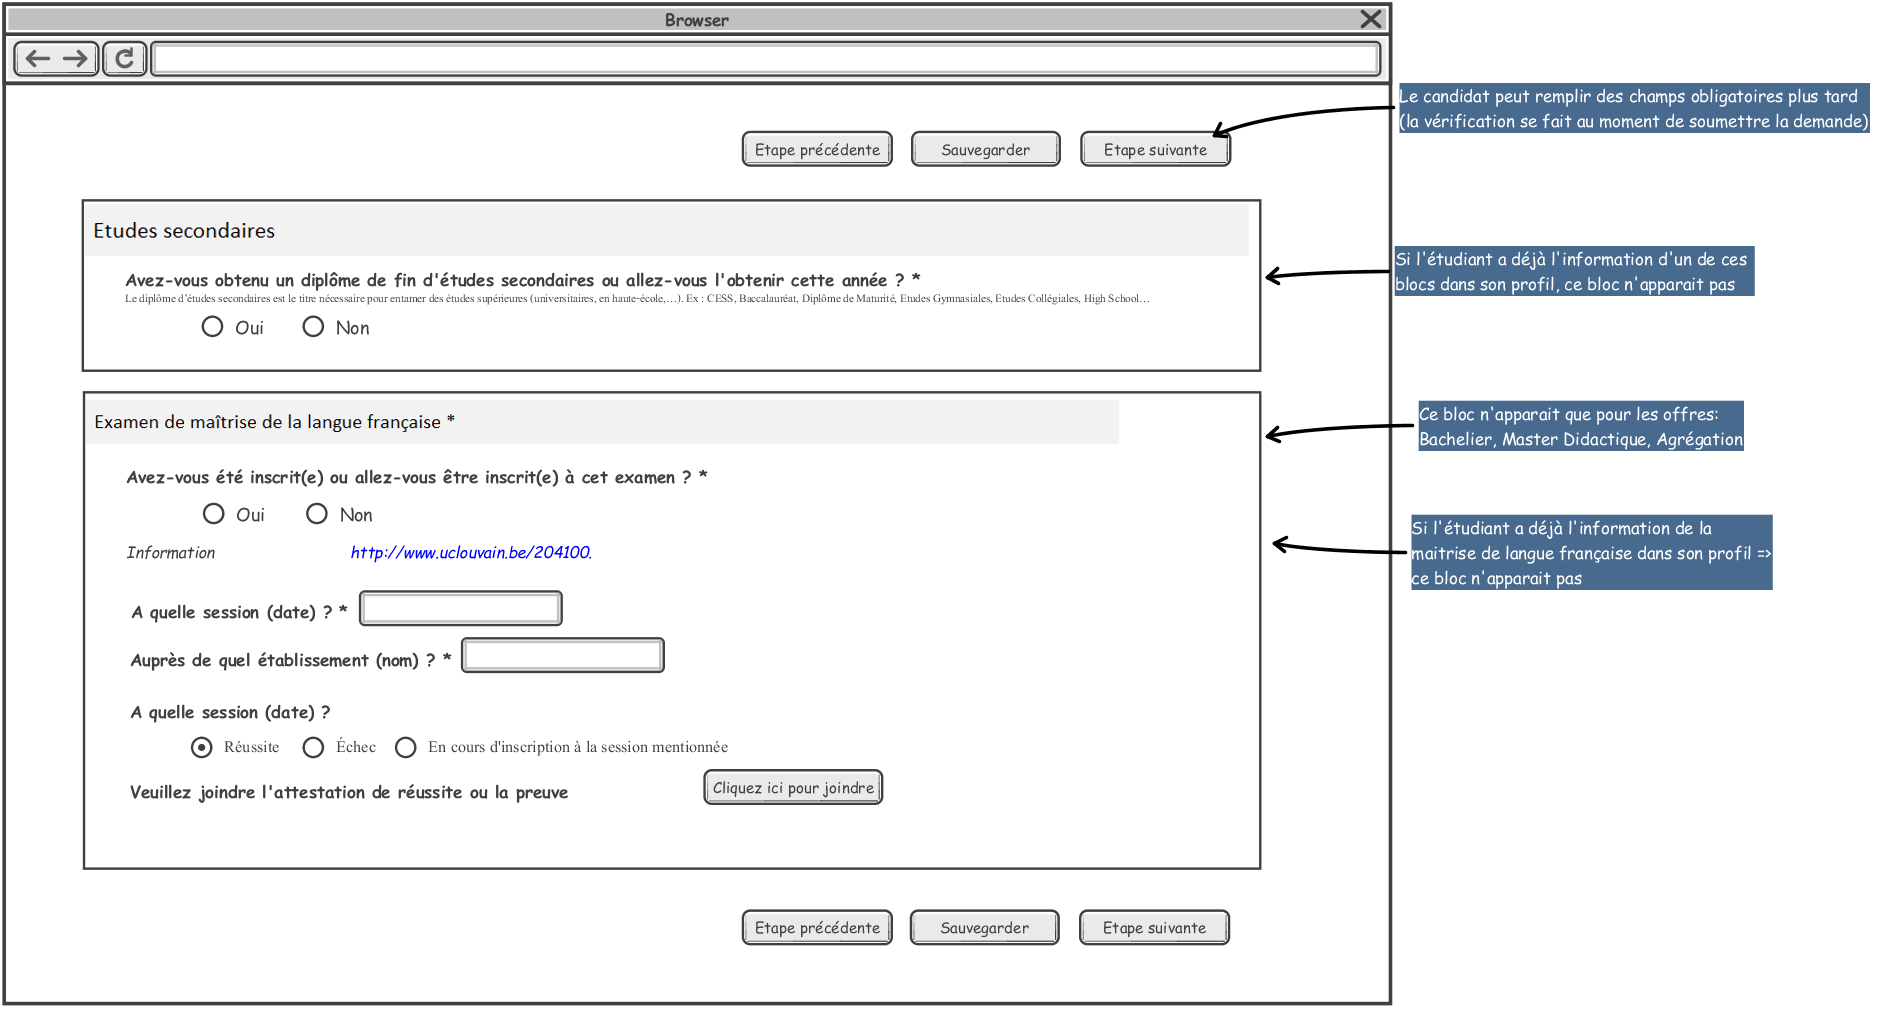 Browser
Le candidat peut remplir des champs obligatoires plus tard
(la vérification se fait au moment de soumettre la demande)
Etape précédente
Sauvegarder
Etape suivante
Etudes secondaires
Avez-vous obtenu un diplôme de fin d'études secondaires ou allez-vous l'obtenir cette année ? *
Le diplôme d'études secondaires est le titre nécessaire pour entamer des études supérieures (universitaires, en haute-école,...). Ex : CESS, Baccalauréat, Diplôme de Maturité, Etudes Gymnasiales, Etudes Collégiales, High School...
Oui
Non
Si l'étudiant a déjà l'information d'un de ces
blocs dans son profil, ce bloc n'apparait pas
Examen de maîtrise de la langue française *
Ce bloc n'apparait que pour les offres:
Bachelier, Master Didactique, Agrégation
Avez-vous été inscrit(e) ou allez-vous être inscrit(e) à cet examen ? *
Oui
Non
Information
http://www.uclouvain.be/204100.
Si l'étudiant a déjà l'information de la
maitrise de langue française dans son profil =>
ce bloc n'apparait pas
A quelle session (date) ? *
Auprès de quel établissement (nom) ? *
A quelle session (date) ?
Réussite
Échec
En cours d'inscription à la session mentionnée
Veuillez joindre l'attestation de réussite ou la preuve
Cliquez ici pour joindre
Etape précédente
Sauvegarder
Etape suivante